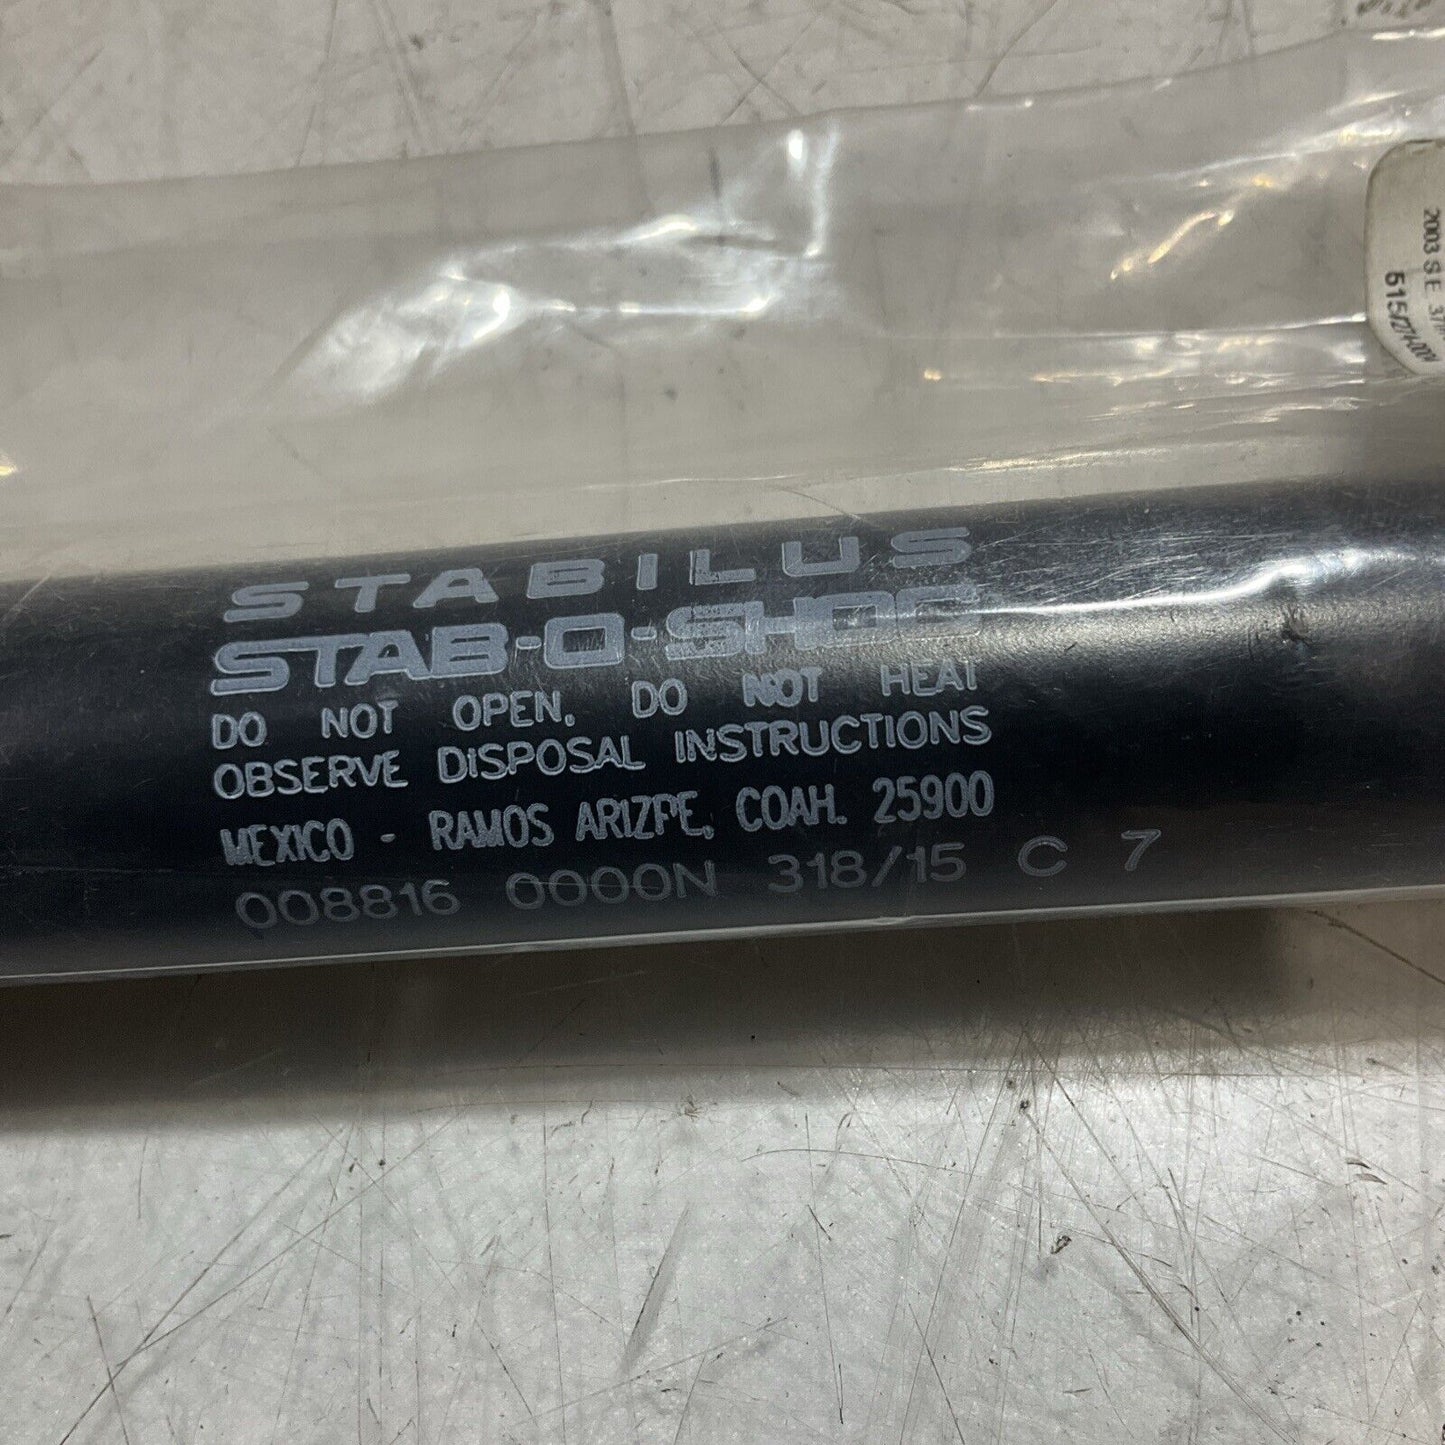 STABILUS
STAB-O-SHOC
DO NOT OPEN. DO NOT HEAT
OBSERVE DISPOSAL INSTRUCTIONS
MEXICO - RAMOS ARIZPE, COAH. 25900
008816 0000N 318/15 C 7
2003 S E